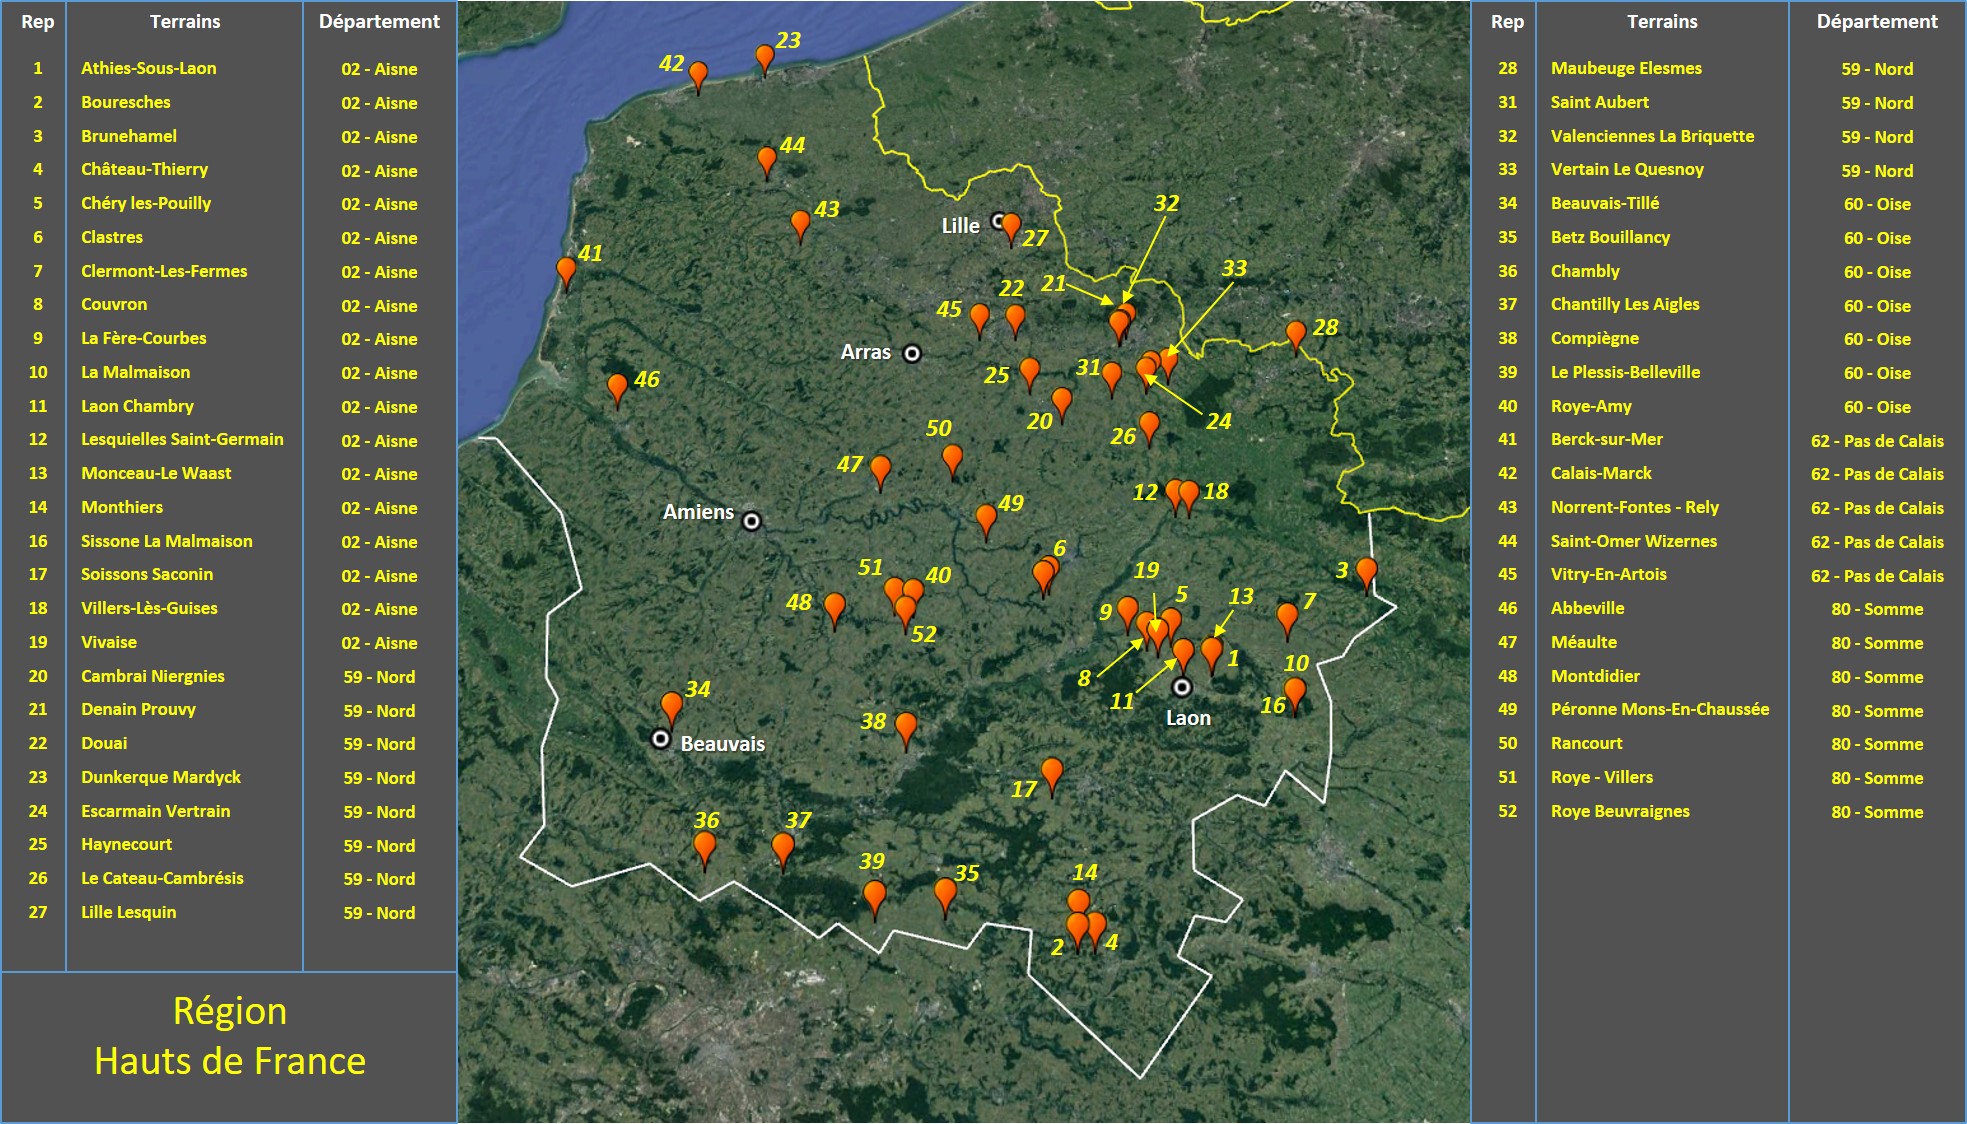 Rep Terrains Département
1 Athies-Sous-Laon 02 - Aisne
2 Bouresches 02 - Aisne
3 Brunehamel 02 - Aisne
4 Château-Thierry 02 - Aisne
5 Chéry les-Pouilly 02 - Aisne
6 Clastres 02 - Aisne
7 Clermont-Les-Fermes 02 - Aisne
8 Couvron 02 - Aisne
9 La Fère-Courbes 02 - Aisne
10 La Malmaison 02 - Aisne
11 Laon Chambry 02 - Aisne
12 Lesquielles Saint-Germain 02 - Aisne
13 Monceau-Le Waast 02 - Aisne
14 Monthiers 02 - Aisne
16 Sissone La Malmaison 02 - Aisne
17 Soissons Saconin 02 - Aisne
18 Villers-Lès-Guises 02 - Aisne
19 Vivaise 02 - Aisne
20 Cambrai Niergnies 59 - Nord
21 Denain Prouvy 59 - Nord
22 Douai 59 - Nord
23 Dunkerque Mardyck 59 - Nord
24 Escarmain Vertrain 59 - Nord
25 Haynecourt 59 - Nord
26 Le Cateau-Cambrésis 59 - Nord
27 Lille Lesquin 59 - Nord
Région
Hauts de France
23
42
44
43
32
Lille
27
41
33
21
22
45
28
Arras
31
25
46
24
20
50
26
47
12
18
49
Amiens
6
51
40
19
3
48
5
13
9
7
52
1
10
8
34
11
16
Laon
38
Beauvais
17
36
37
39
35
14
2
4
Rep Terrains Département
28 Maubeuge Elesmes 59 - Nord
31 Saint Aubert 59 - Nord
32 Valenciennes La Briquette 59 - Nord
33 Vertain Le Quesnoy 59 - Nord
34 Beauvais-Tillé 60 - Oise
35 Betz Bouillancy 60 - Oise
36 Chambly 60 - Oise
37 Chantilly Les Aigles 60 - Oise
38 Compiègne 60 - Oise
39 Le Plessis-Belleville 60 - Oise
40 Roye-Amy 60 - Oise
41 Berck-sur-Mer 62 - Pas de Calais
42 Calais-Marck 62 - Pas de Calais
43 Norrent-Fontes - Rely 62 - Pas de Calais
44 Saint-Omer Wizernes 62 - Pas de Calais
45 Vitry-En-Artois 62 - Pas de Calais
46 Abbeville 80 - Somme
47 Méaulte 80 - Somme
48 Montdidier 80 - Somme
49 Péronne Mons-En-Chaussée 80 - Somme
50 Rancourt 80 - Somme
51 Roye - Villers 80 - Somme
52 Roye Beuvraignes 80 - Somme